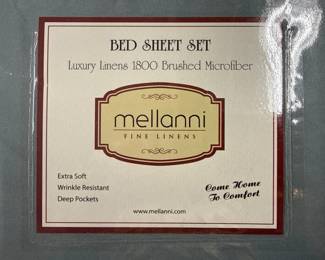 BED SHEET SET
Luxury Linens 1800 Brushed Microfiber
mellanni
FINE LINENS
Extra Soft
Wrinkle Resistant
Deep Pockets
Come Home
To Comfort
www.mellanni.com